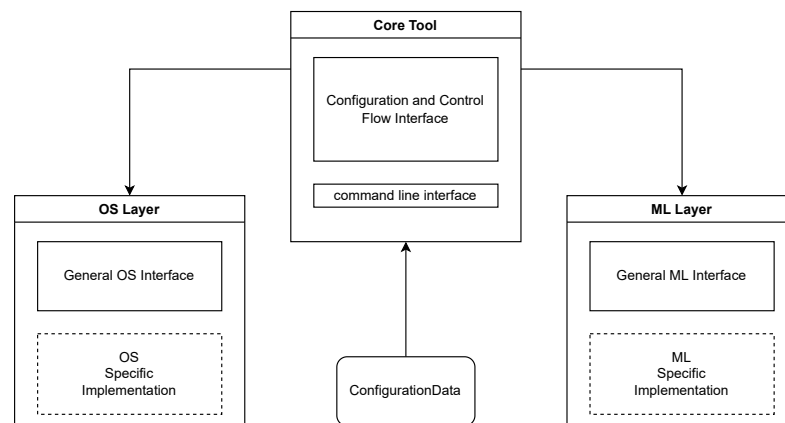 Core Tool
Configuration and Control
Flow Interface
command line interface
OS Layer
General OS Interface
OS
Specific
Implementation
ML Layer
General ML Interface
ML
Specific
Implementation
ConfigurationData